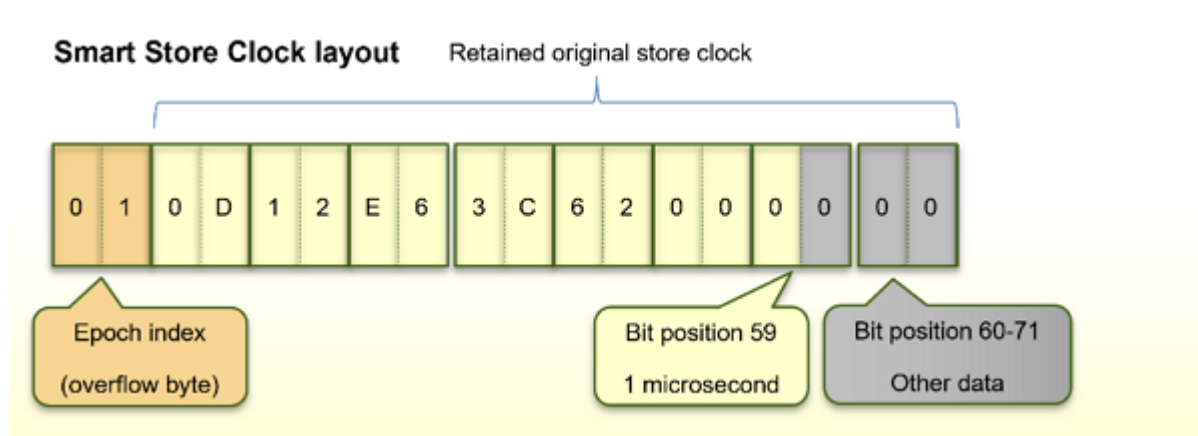 Smart Store Clock layout
Retained original store clock
0 1 0 D 1 2 E 6 3 C 6 2 0 0 0 0 0 0
Epoch index
(overflow byte)
Bit position 59
1 microsecond
Bit position 60-71
Other data